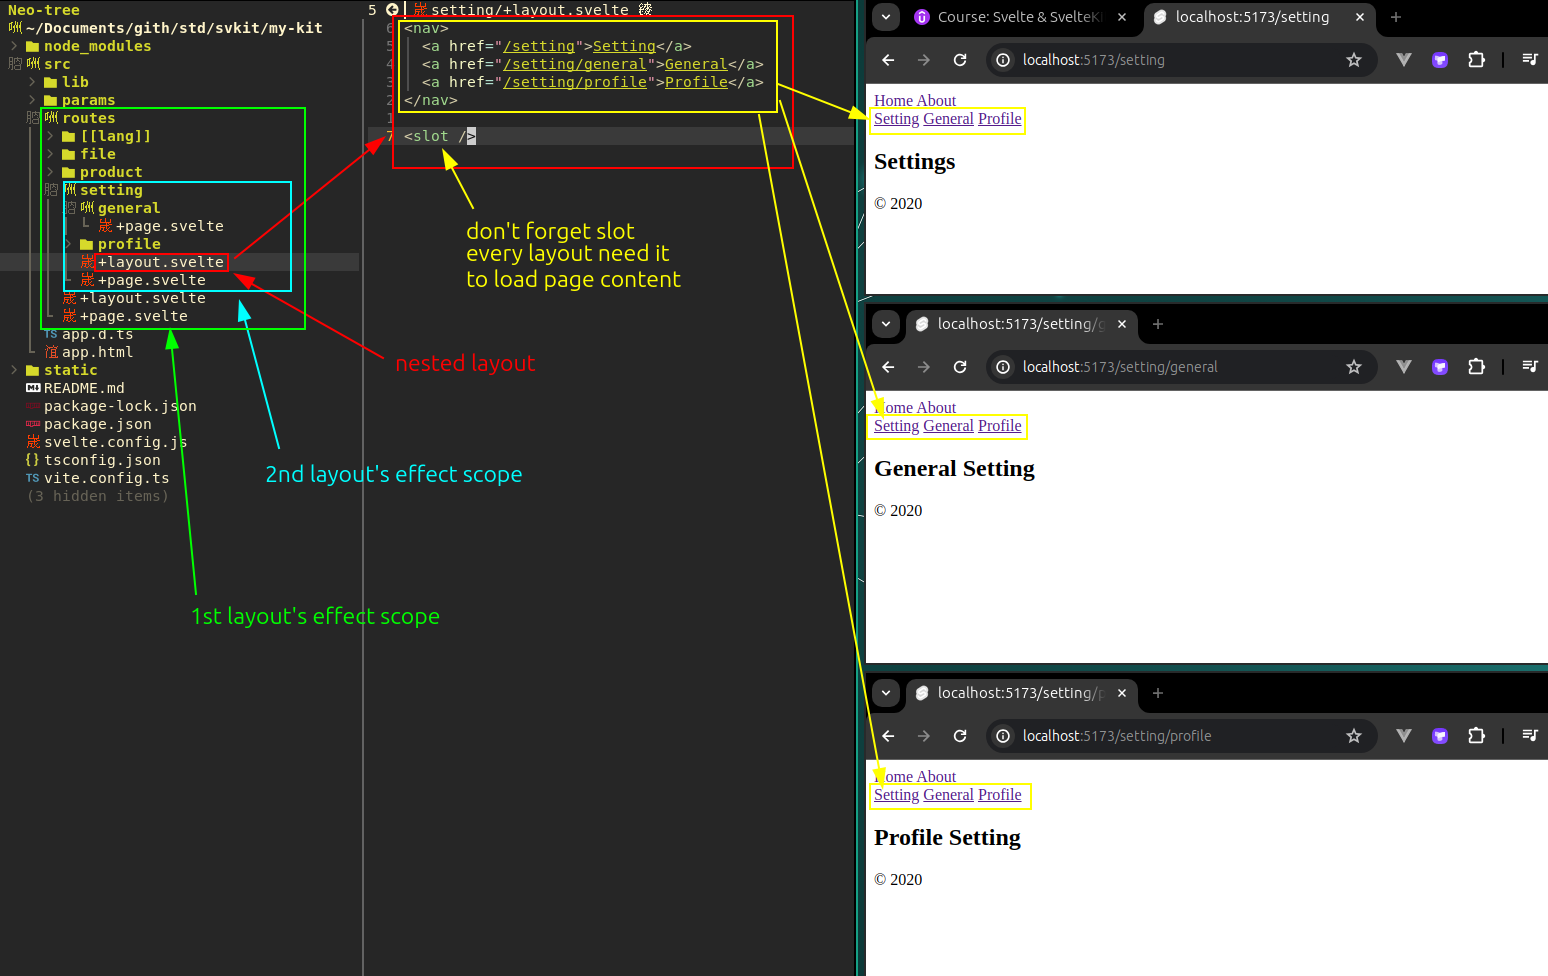 Neo-tree
~/Documents/gith/std/svkit/my-kit
node_modules
src
lib
params
routes
[[lang]]
file
product
setting
general
+page.svelte
profile
+layout.svelte
+page.svelte
+layout.svelte
+page.svelte
TS app.d.ts
app.html
static
README.md
package-lock.json
package.json
svelte.config.js
{} tsconfig.json
TS vite.config.ts
(3 hidden items)
1st layout's effect scope
2nd layout's effect scope
nested layout
5 setting/+layout.svelte
6 <nav>
5 <a href="/setting">Setting</a>
4 <a href="/setting/general">General</a>
3 <a href="/setting/profile">Profile</a>
2 </nav>
1
7 <slot />
don't forget slot
every layout need it
to load page content
Course: Svelte & SvelteKi
localhost:5173/setting
localhost:5173/setting
Home About
Setting General Profile
Settings
© 2020
localhost:5173/setting/g
localhost:5173/setting/general
Home About
Setting General Profile
General Setting
© 2020
localhost:5173/setting/p
localhost:5173/setting/profile
Home About
Setting General Profile
Profile Setting
© 2020